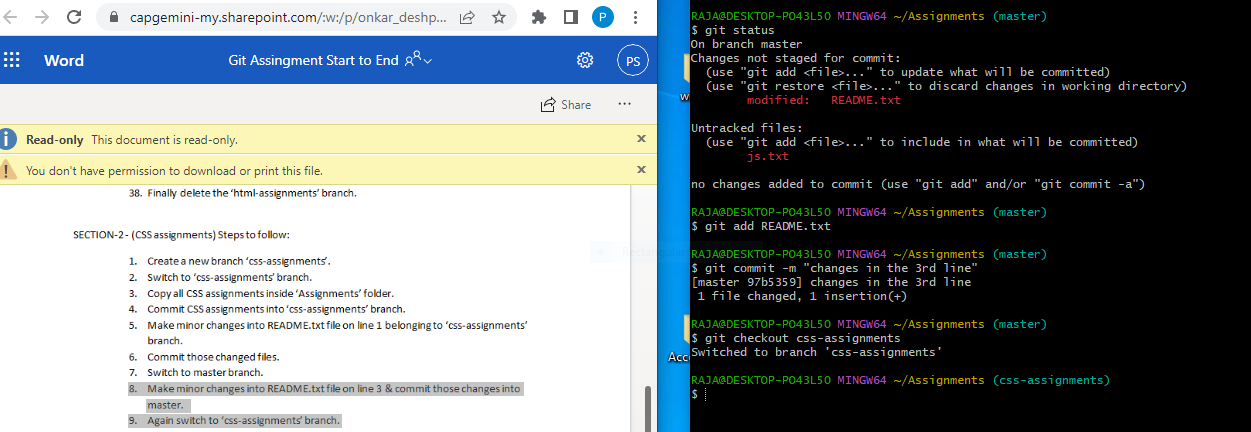 capgemini-my.sharepoint.com/:w:/p/onkar_deshp...
P
Word
Git Assingment Start to End
PS
Share
Read-only This document is read-only.
You don't have permission to download or print this file.
38. Finally delete the 'html-assignments' branch.
SECTION-2 - (CSS assignments) Steps to follow:
1. Create a new branch 'css-assignments'.
2. Switch to 'css-assignments' branch.
3. Copy all CSS assignments inside 'Assignments' folder.
4. Commit CSS assignments into 'css-assignments' branch.
5. Make minor changes into README.txt file on line 1 belonging to 'css-assignments'
branch.
6. Commit those changed files.
7. Switch to master branch.
8. Make minor changes into README.txt file on line 3 & commit those changes into
master.
9. Again switch to 'css-assignments' branch.
w
Acc
RAJA@DESKTOP-PO43L5O MINGW64 ~/Assignments (master)
$ git status
On branch master
Changes not staged for commit:
(use "git add <file>..." to update what will be committed)
(use "git restore <file>..." to discard changes in working directory)
modified: README.txt
Untracked files:
(use "git add <file>..." to include in what will be committed)
js.txt
no changes added to commit (use "git add" and/or "git commit -a")
RAJA@DESKTOP-PO43L5O MINGW64 ~/Assignments (master)
$ git add README.txt
RAJA@DESKTOP-PO43L5O MINGW64 ~/Assignments (master)
$ git commit -m "changes in the 3rd line"
[master 97b5359] changes in the 3rd line
1 file changed, 1 insertion(+)
RAJA@DESKTOP-PO43L5O MINGW64 ~/Assignments (master)
$ git checkout css-assignments
Switched to branch 'css-assignments'
RAJA@DESKTOP-PO43L5O MINGW64 ~/Assignments (css-assignments)
$